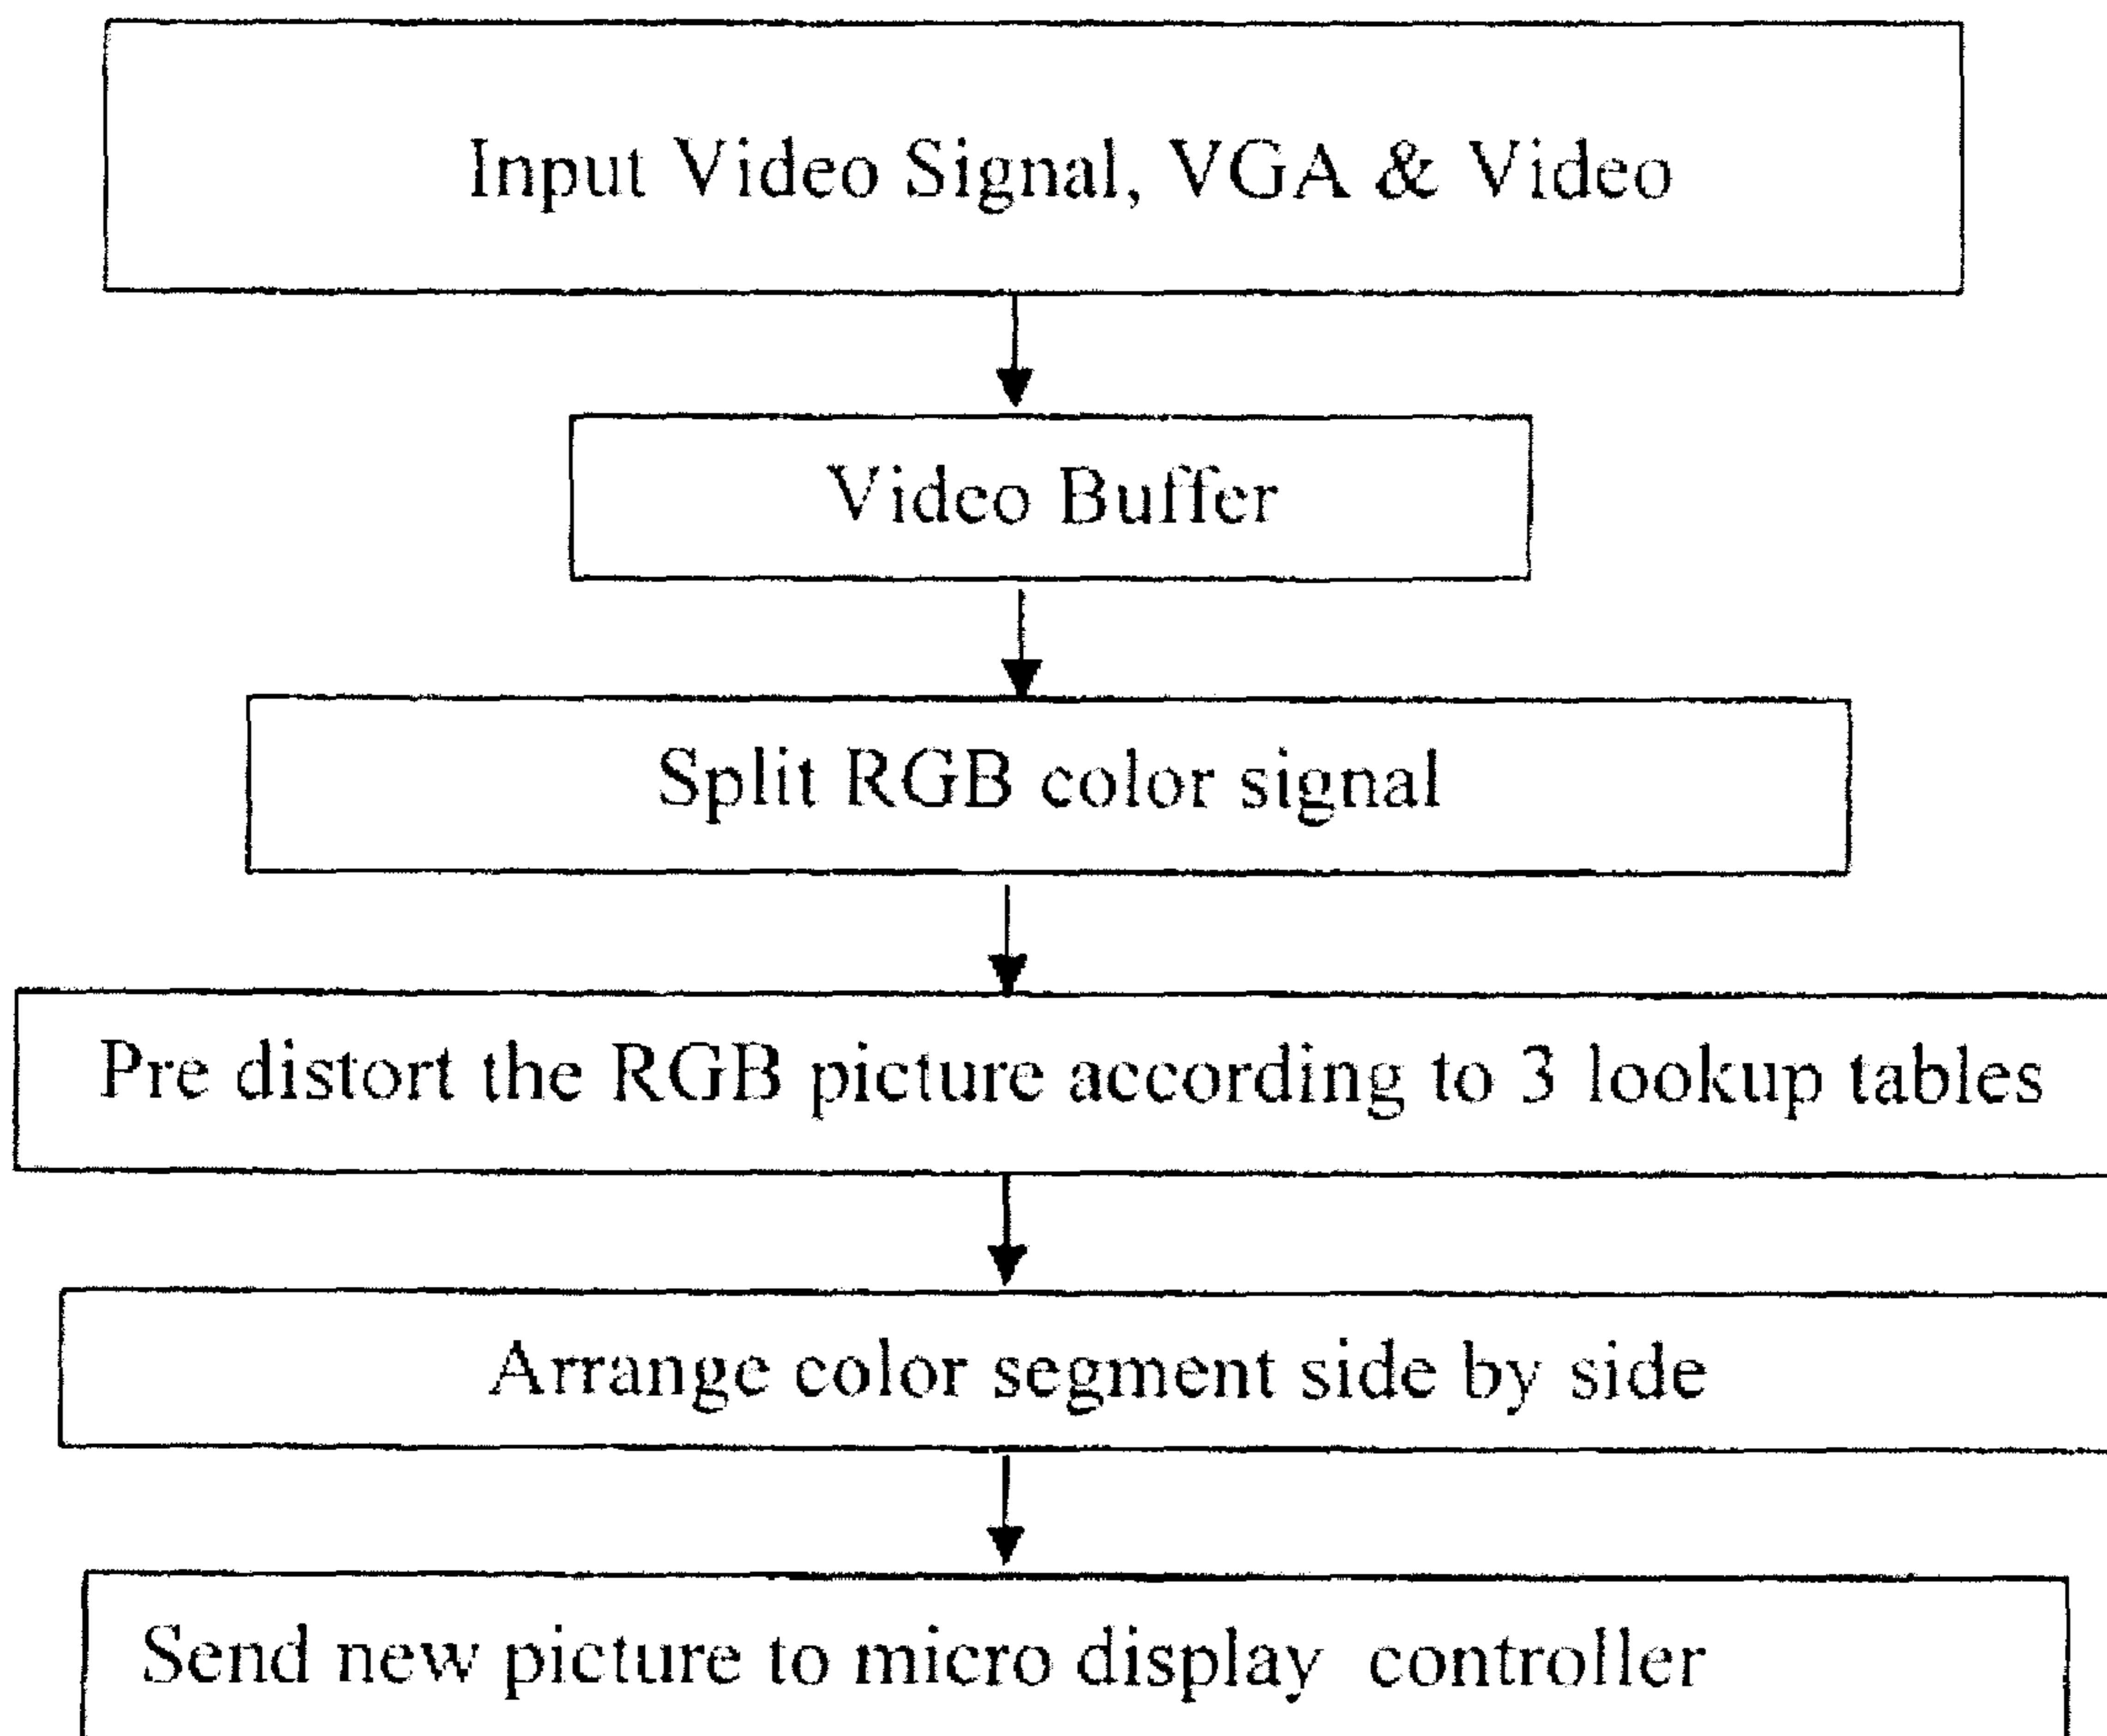 Input Video Signal, VGA & Video
Video Buffer
Split RGB color signal
Pre distort the RGB picture according to 3 lookup tables
Arrange color segment side by side
Send new picture to micro display controller